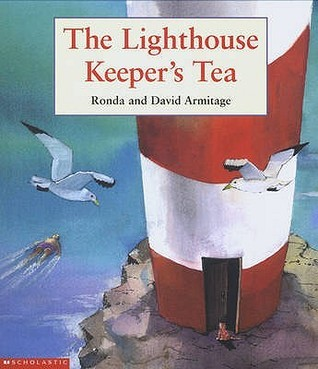 The Lighthouse
Keeper's Tea
Ronda and David Armitage
SCHOLASTIC